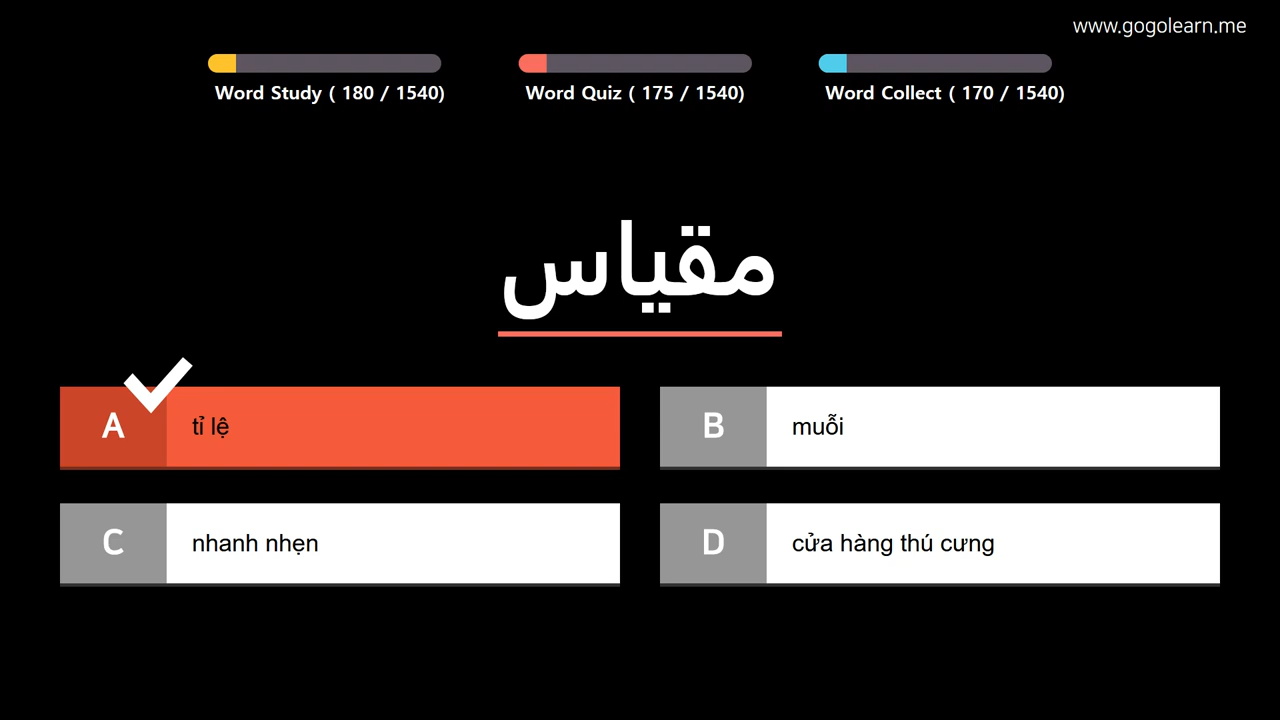 www.gogolearn.me
Word Study ( 180 / 1540)
Word Quiz ( 175 / 1540)
Word Collect ( 170 / 1540)
مقياس
A tỉ lệ
B muỗi
C nhanh nhẹn
D cửa hàng thú cưng